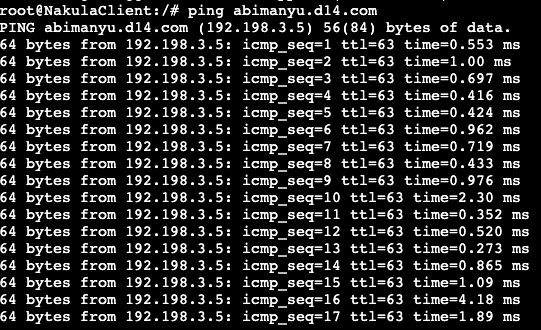 root@NakulaClient:/# ping abimanyu.d14.com
PING abimanyu.d14.com (192.198.3.5) 56(84) bytes of data.
64 bytes from 192.198.3.5: icmp_seq=1 ttl=63 time=0.553 ms
64 bytes from 192.198.3.5: icmp_seq=2 ttl=63 time=1.00 ms
64 bytes from 192.198.3.5: icmp_seq=3 ttl=63 time=0.697 ms
64 bytes from 192.198.3.5: icmp_seq=4 ttl=63 time=0.416 ms
64 bytes from 192.198.3.5: icmp_seq=5 ttl=63 time=0.424 ms
64 bytes from 192.198.3.5: icmp_seq=6 ttl=63 time=0.962 ms
64 bytes from 192.198.3.5: icmp_seq=7 ttl=63 time=0.719 ms
64 bytes from 192.198.3.5: icmp_seq=8 ttl=63 time=0.433 ms
64 bytes from 192.198.3.5: icmp_seq=9 ttl=63 time=0.976 ms
64 bytes from 192.198.3.5: icmp_seq=10 ttl=63 time=2.30 ms
64 bytes from 192.198.3.5: icmp_seq=11 ttl=63 time=0.352 ms
64 bytes from 192.198.3.5: icmp_seq=12 ttl=63 time=0.520 ms
64 bytes from 192.198.3.5: icmp_seq=13 ttl=63 time=0.273 ms
64 bytes from 192.198.3.5: icmp_seq=14 ttl=63 time=0.865 ms
64 bytes from 192.198.3.5: icmp_seq=15 ttl=63 time=1.09 ms
64 bytes from 192.198.3.5: icmp_seq=16 ttl=63 time=4.18 ms
64 bytes from 192.198.3.5: icmp_seq=17 ttl=63 time=1.89 ms